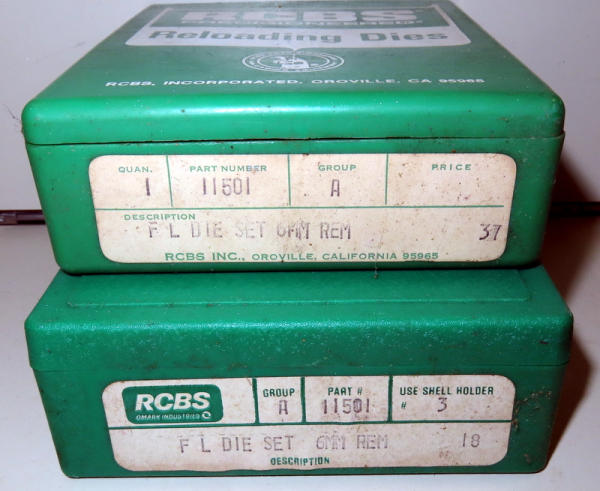 RCBS
Reloading Dies
RCBS, INCORPORATED, OROVILLE, CA 95965
QUAN. PART NUMBER GROUP PRICE
1 11501 A
DESCRIPTION
F L DIE SET 6MM REM 37
RCBS INC., OROVILLE, CALIFORNIA 95965
RCBS GROUP PART # USE SHELL HOLDER
OMARK INDUSTRIES A 11501 # 3
F L DIE SET 6MM REM 18
DESCRIPTION